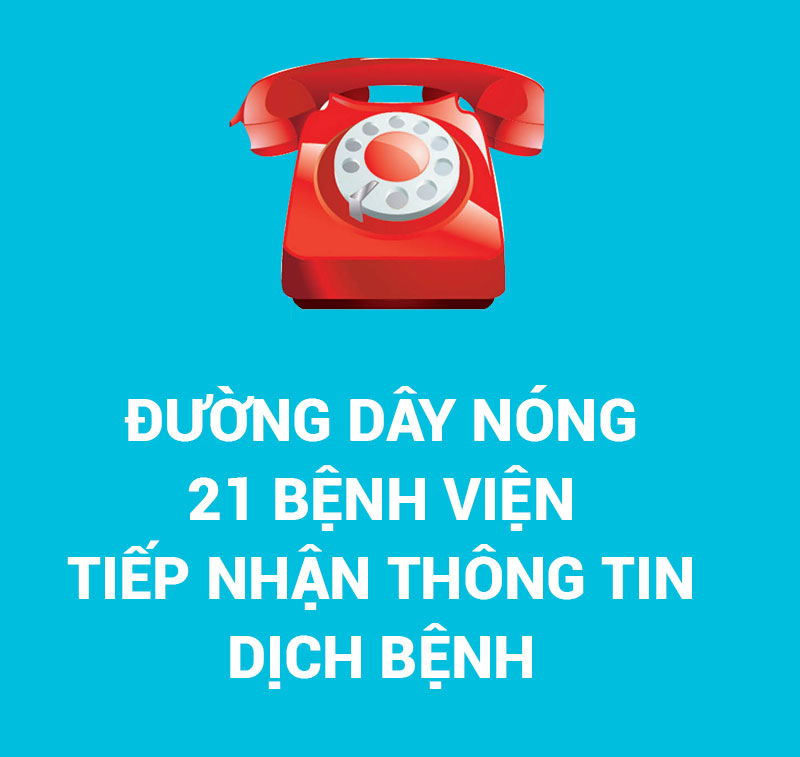 ĐƯỜNG DÂY NÓNG
21 BỆNH VIỆN
TIẾP NHẬN THÔNG TIN
DỊCH BỆNH